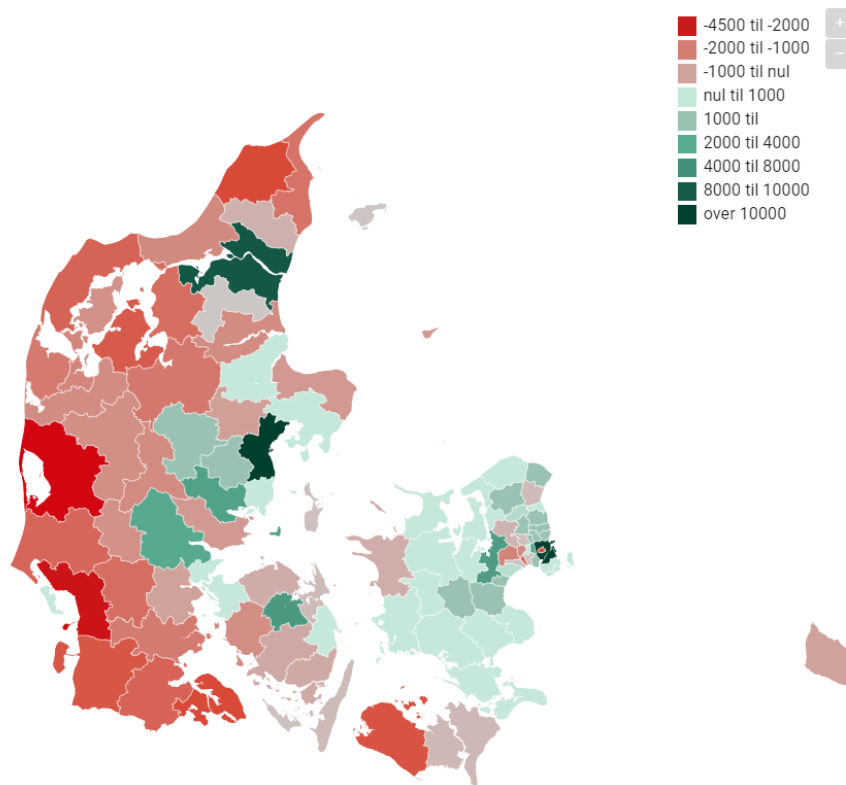 -4500 til -2000
-2000 til -1000
-1000 til nul
nul til 1000
1000 til
2000 til 4000
4000 til 8000
8000 til 10000
over 10000
+
−